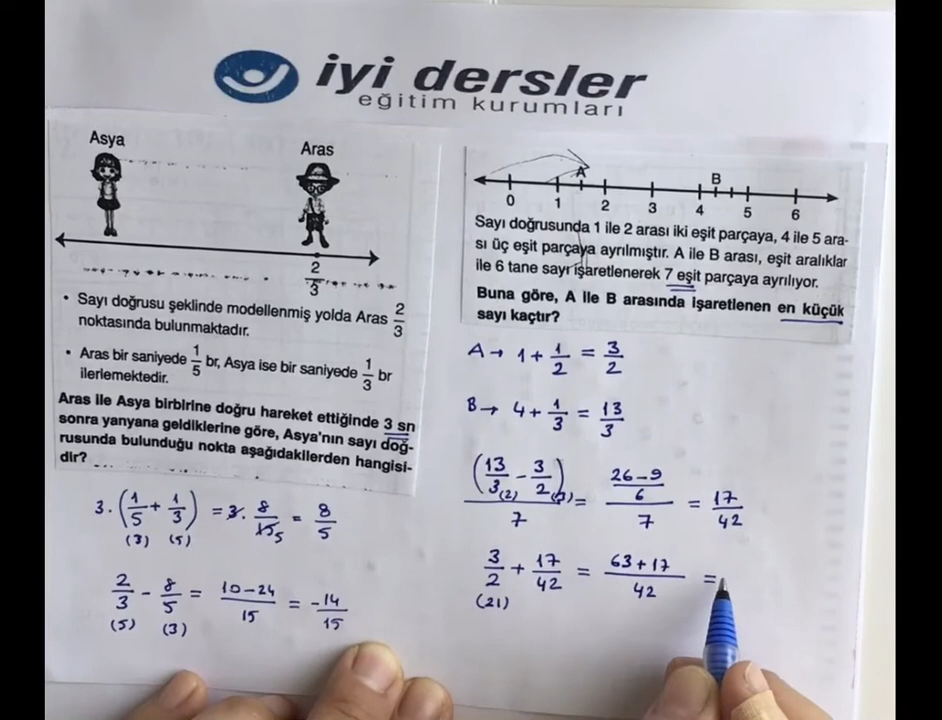 iyi dersler
eğitim kurumları
Asya
Aras
2/3
• Sayı doğrusu şeklinde modellenmiş yolda Aras 2/3
noktasında bulunmaktadır.
• Aras bir saniyede 1/5 br, Asya ise bir saniyede 1/3 br
ilerlemektedir.
Aras ile Asya birbirine doğru hareket ettiğinde 3 sn
sonra yanyana geldiklerine göre, Asya'nın sayı doğ-
rusunda bulunduğu nokta aşağıdakilerden hangisi-
dir?
3.(1/5 + 1/3) = 3. 8/15 5 = 8/5
(3) (5)
2/3 - 8/5 = 10-24/15 = -14/15
(5) (3)
A B
0 1 2 3 4 5 6
Sayı doğrusunda 1 ile 2 arası iki eşit parçaya, 4 ile 5 ara-
sı üç eşit parçaya ayrılmıştır. A ile B arası, eşit aralıklar
ile 6 tane sayı işaretlenerek 7 eşit parçaya ayrılıyor.
Buna göre, A ile B arasında işaretlenen en küçük
sayı kaçtır?
A → 1 + 1/2 = 3/2
B → 4 + 1/3 = 13/3
(13/3 - 3/2)/7 = (26-9/6)/7 = 17/42
(2) (3)
3/2 + 17/42 = 63+17/42 =
(21)